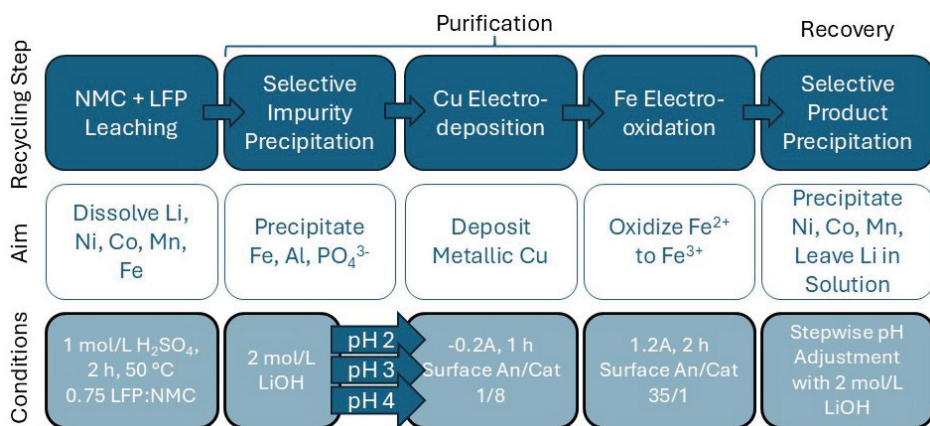 Purification
Recovery
Recycling Step
NMC + LFP
Leaching
Selective
Impurity
Precipitation
Cu Electro-
deposition
Fe Electro-
oxidation
Selective
Product
Precipitation
Aim
Dissolve Li,
Ni, Co, Mn,
Fe
Precipitate
Fe, Al, PO₄³⁻
Deposit
Metallic Cu
Oxidize Fe²⁺
to Fe³⁺
Precipitate
Ni, Co, Mn,
Leave Li in
Solution
Conditions
1 mol/L H₂SO₄,
2 h, 50 °C
0.75 LFP:NMC
2 mol/L
LiOH
pH 2
pH 3
pH 4
-0.2A, 1 h
Surface An/Cat
1/8
1.2A, 2 h
Surface An/Cat
35/1
Stepwise pH
Adjustment
with 2 mol/L
LiOH